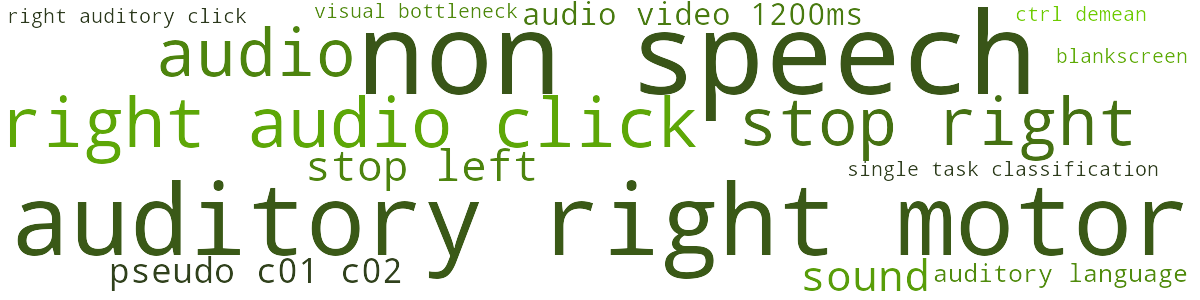 right auditory click
visual bottleneck
audio video 1200ms
ctrl demean
audio
non speech
blankscreen
right audio click
stop right
stop left
single task classification
auditory right motor
pseudo c01 c02
sound
auditory language